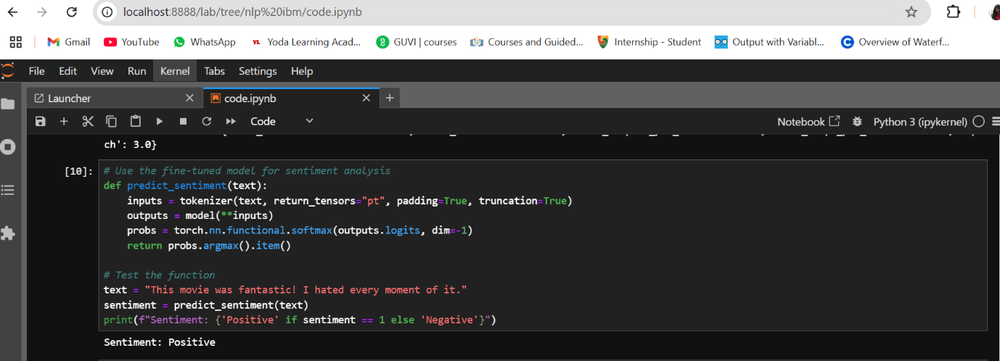 localhost:8888/lab/tree/nlp%20ibm/code.ipynb
Gmail YouTube WhatsApp YL Yoda Learning Acad... GUVI | courses Courses and Guided... Internship - Student Output with Variabl... Overview of Waterf...
File Edit View Run Kernel Tabs Settings Help
Launcher code.ipynb
Code Notebook Python 3 (ipykernel)
ch': 3.0}
[10]: # Use the fine-tuned model for sentiment analysis
def predict_sentiment(text):
inputs = tokenizer(text, return_tensors="pt", padding=True, truncation=True)
outputs = model(**inputs)
probs = torch.nn.functional.softmax(outputs.logits, dim=-1)
return probs.argmax().item()
# Test the function
text = "This movie was fantastic! I hated every moment of it."
sentiment = predict_sentiment(text)
print(f"Sentiment: {'Positive' if sentiment == 1 else 'Negative'}")
Sentiment: Positive